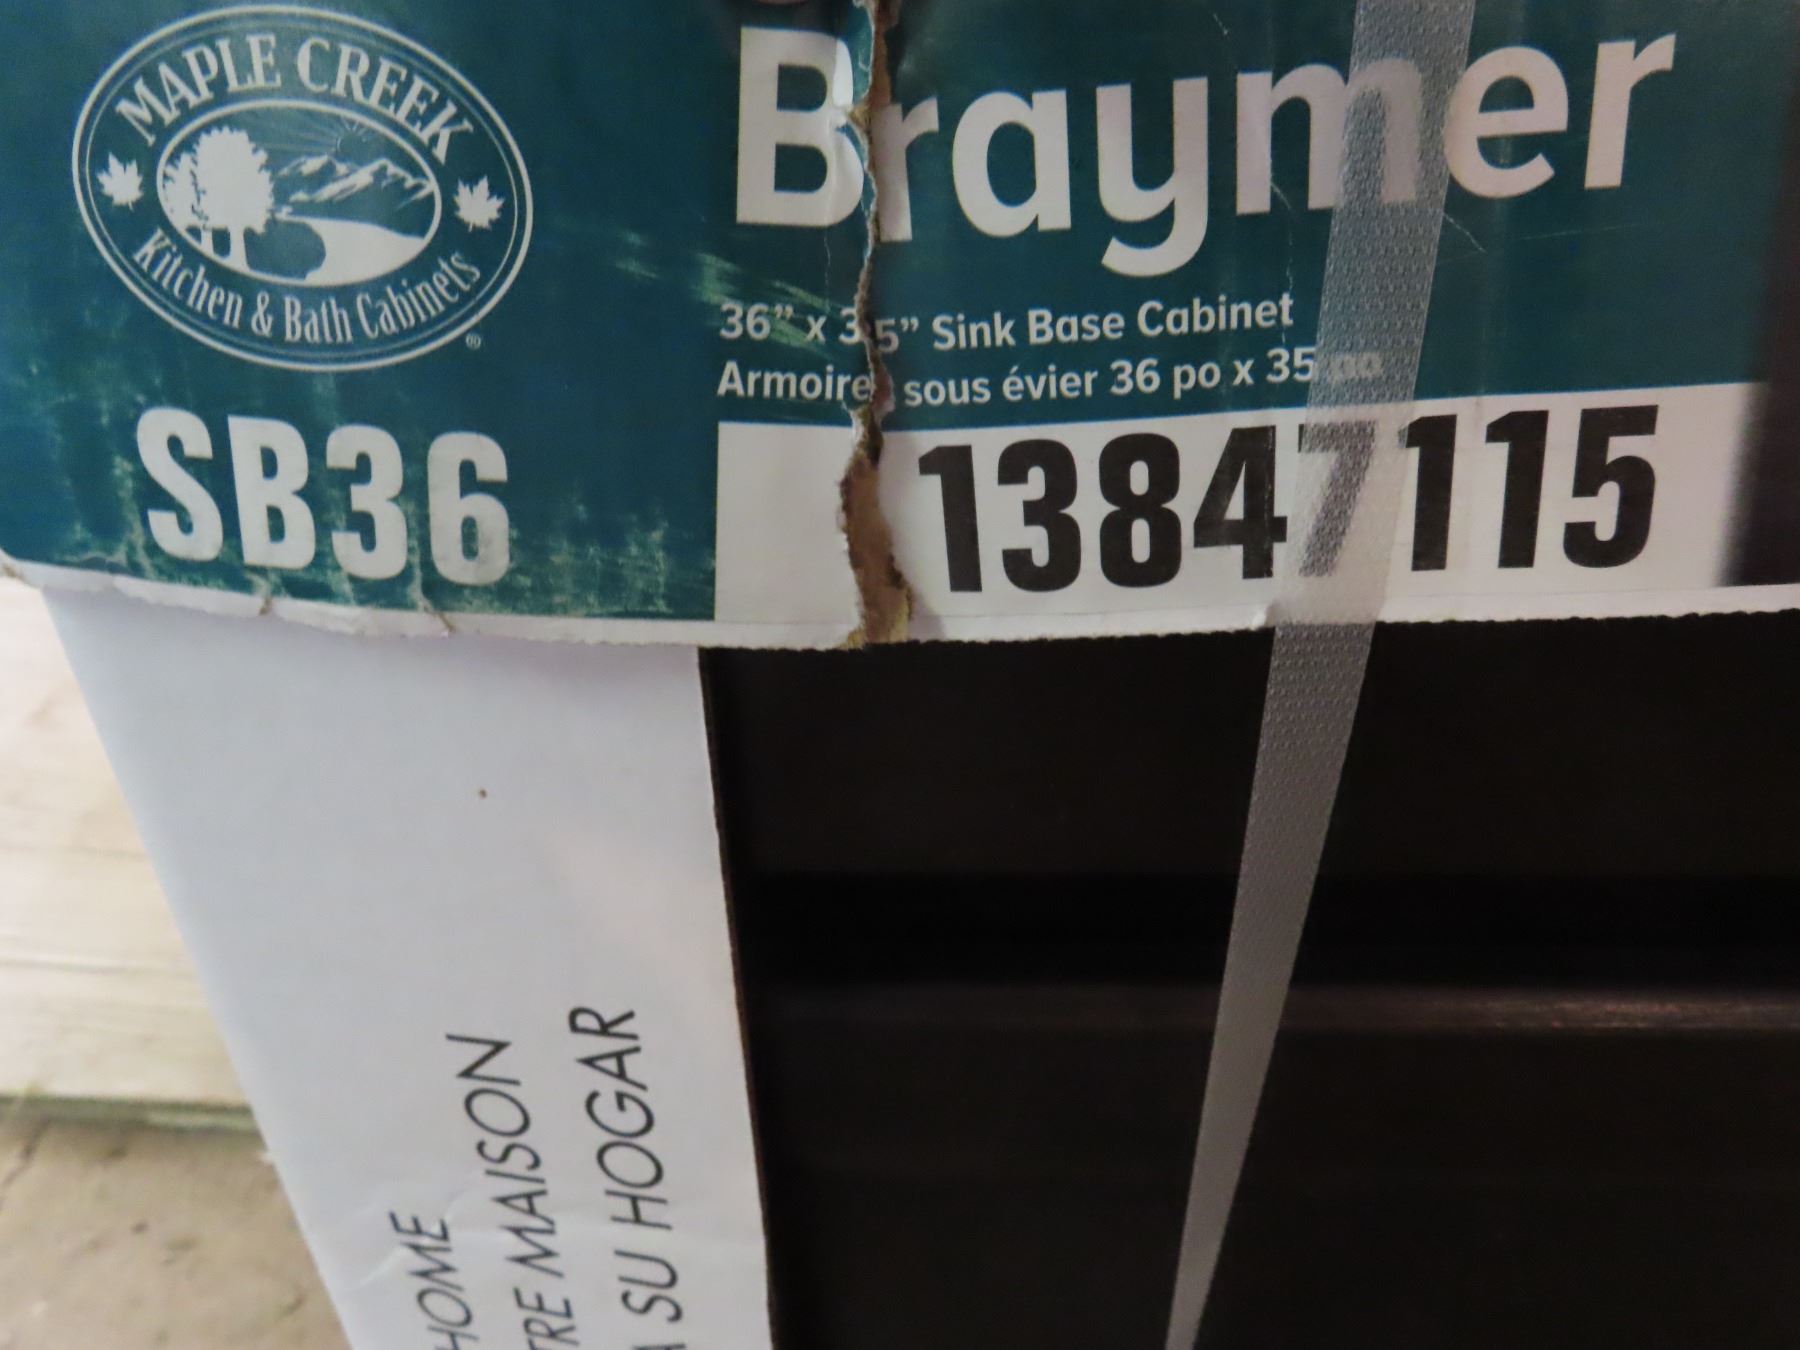 MAPLE CREEK
Kitchen & Bath Cabinets
®
SB36
Braymer
36" x 35" Sink Base Cabinet
Armoire sous évier 36 po x 35 po
13847115
HOME
MAISON
SU HOGAR